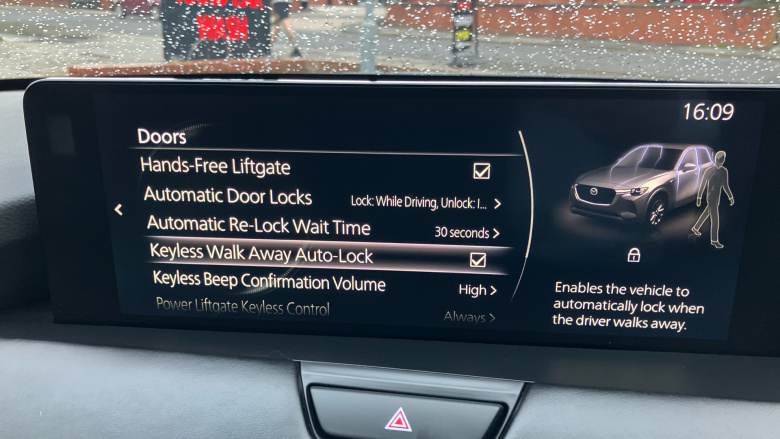 WASH
16:09
Doors
Hands-Free Liftgate
Automatic Door Locks Lock: While Driving, Unlock: I... >
Automatic Re-Lock Wait Time 30 seconds >
Keyless Walk Away Auto-Lock
Keyless Beep Confirmation Volume High >
Power Liftgate Keyless Control Always >
Enables the vehicle to
automatically lock when
the driver walks away.